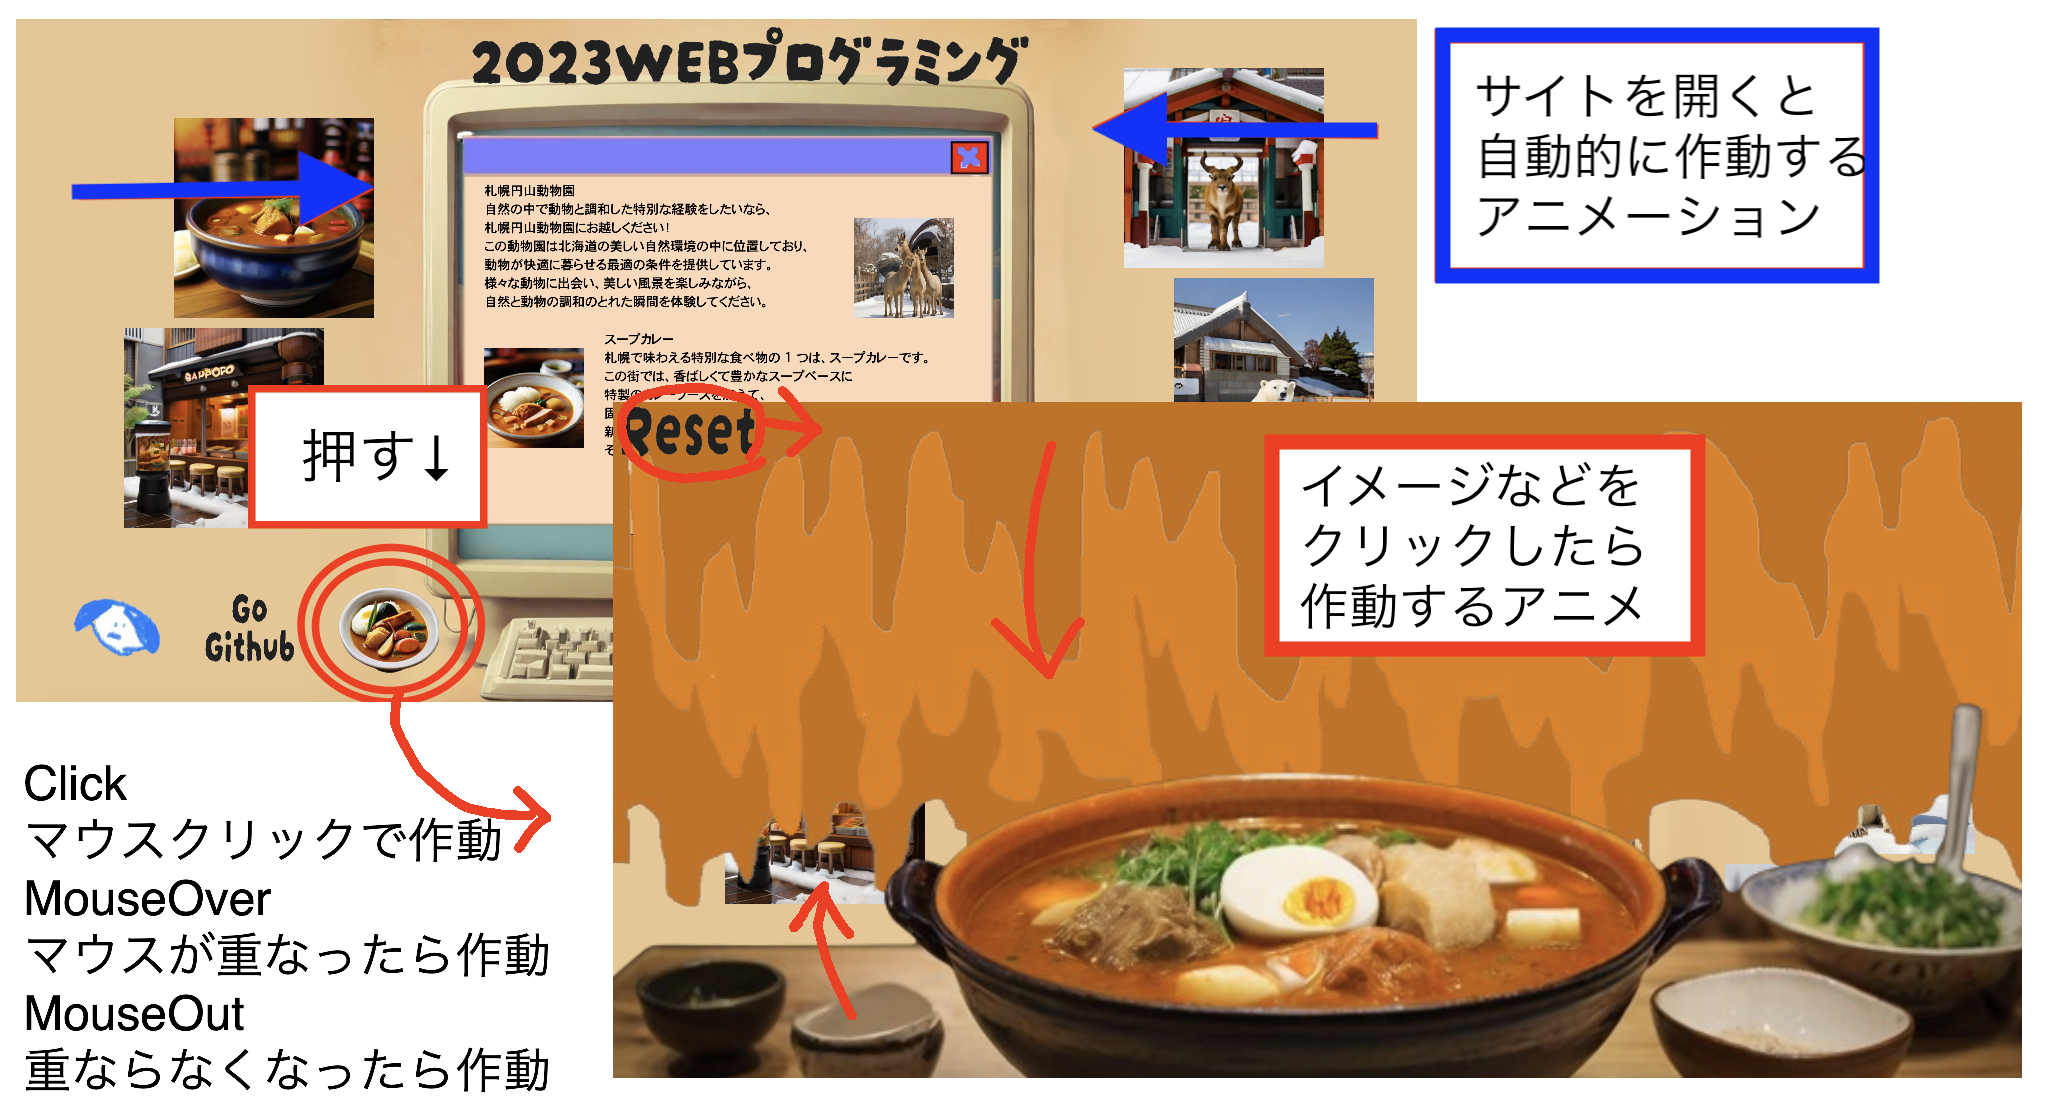 2023WEBプログラミング
サイトを開くと
自動的に作動する
アニメーション
札幌円山動物園
自然の中で動物と調和した特別な経験をしたいなら、
札幌円山動物園にお越しください!
この動物園は北海道の美しい自然環境の中に位置しており、
動物が快適に暮らせる最適の条件を提供しています。
様々な動物に出会い、美しい風景を楽しみながら、
自然と動物の調和のとれた瞬間を体験してください。
スープカレー
札幌で味わえる特別な食べ物の 1 つは、スープカレーです。
この街では、香ばしくて豊かなスープベースに
特製の
SAPPORO
押す↓
Reset
イメージなどを
クリックしたら
作動するアニメ
Go
Github
Click
マウスクリックで作動
MouseOver
マウスが重なったら作動
MouseOut
重ならなくなったら作動